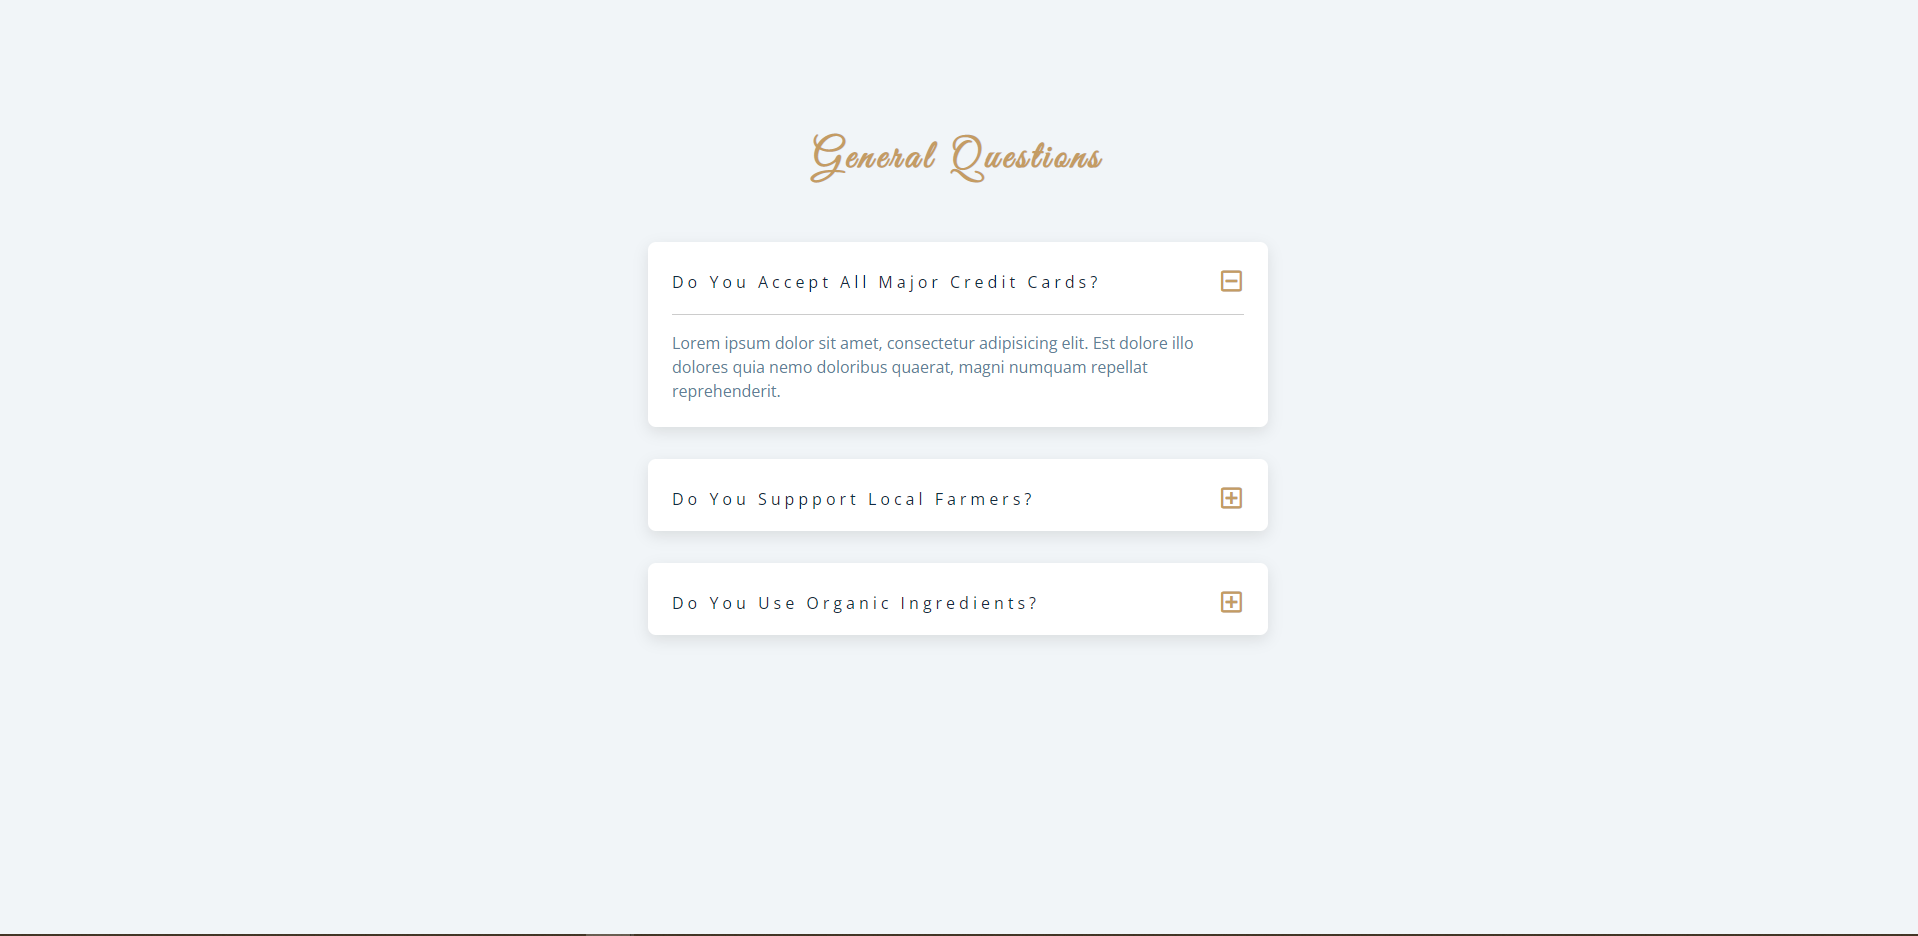 General Questions
Do You Accept All Major Credit Cards?
Lorem ipsum dolor sit amet, consectetur adipisicing elit. Est dolore illo
dolores quia nemo doloribus quaerat, magni numquam repellat
reprehenderit.
Do You Suppport Local Farmers?
Do You Use Organic Ingredients?